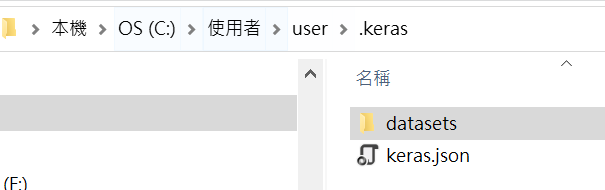 本機 > OS (C:) > 使用者 > user > .keras
名稱
datasets
keras.json
(F:)